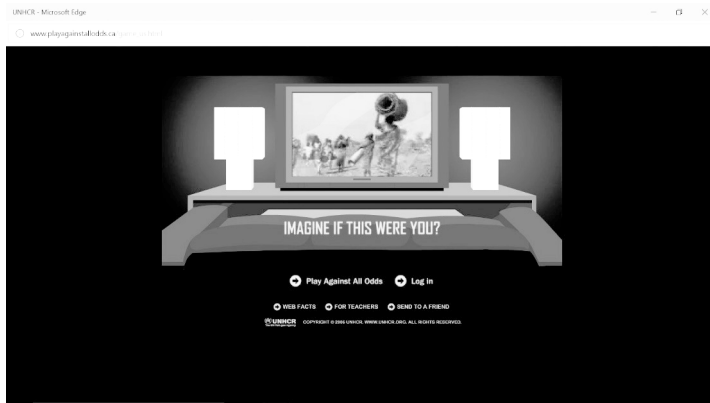 UNHCR - Microsoft Edge
www.playagainstallodds.ca
IMAGINE IF THIS WERE YOU?
Play Against All Odds Log in
WEB FACTS FOR TEACHERS SEND TO A FRIEND
UNHCR COPYRIGHT © 2006 UNHCR. WWW.UNHCR.ORG. ALL RIGHTS RESERVED.